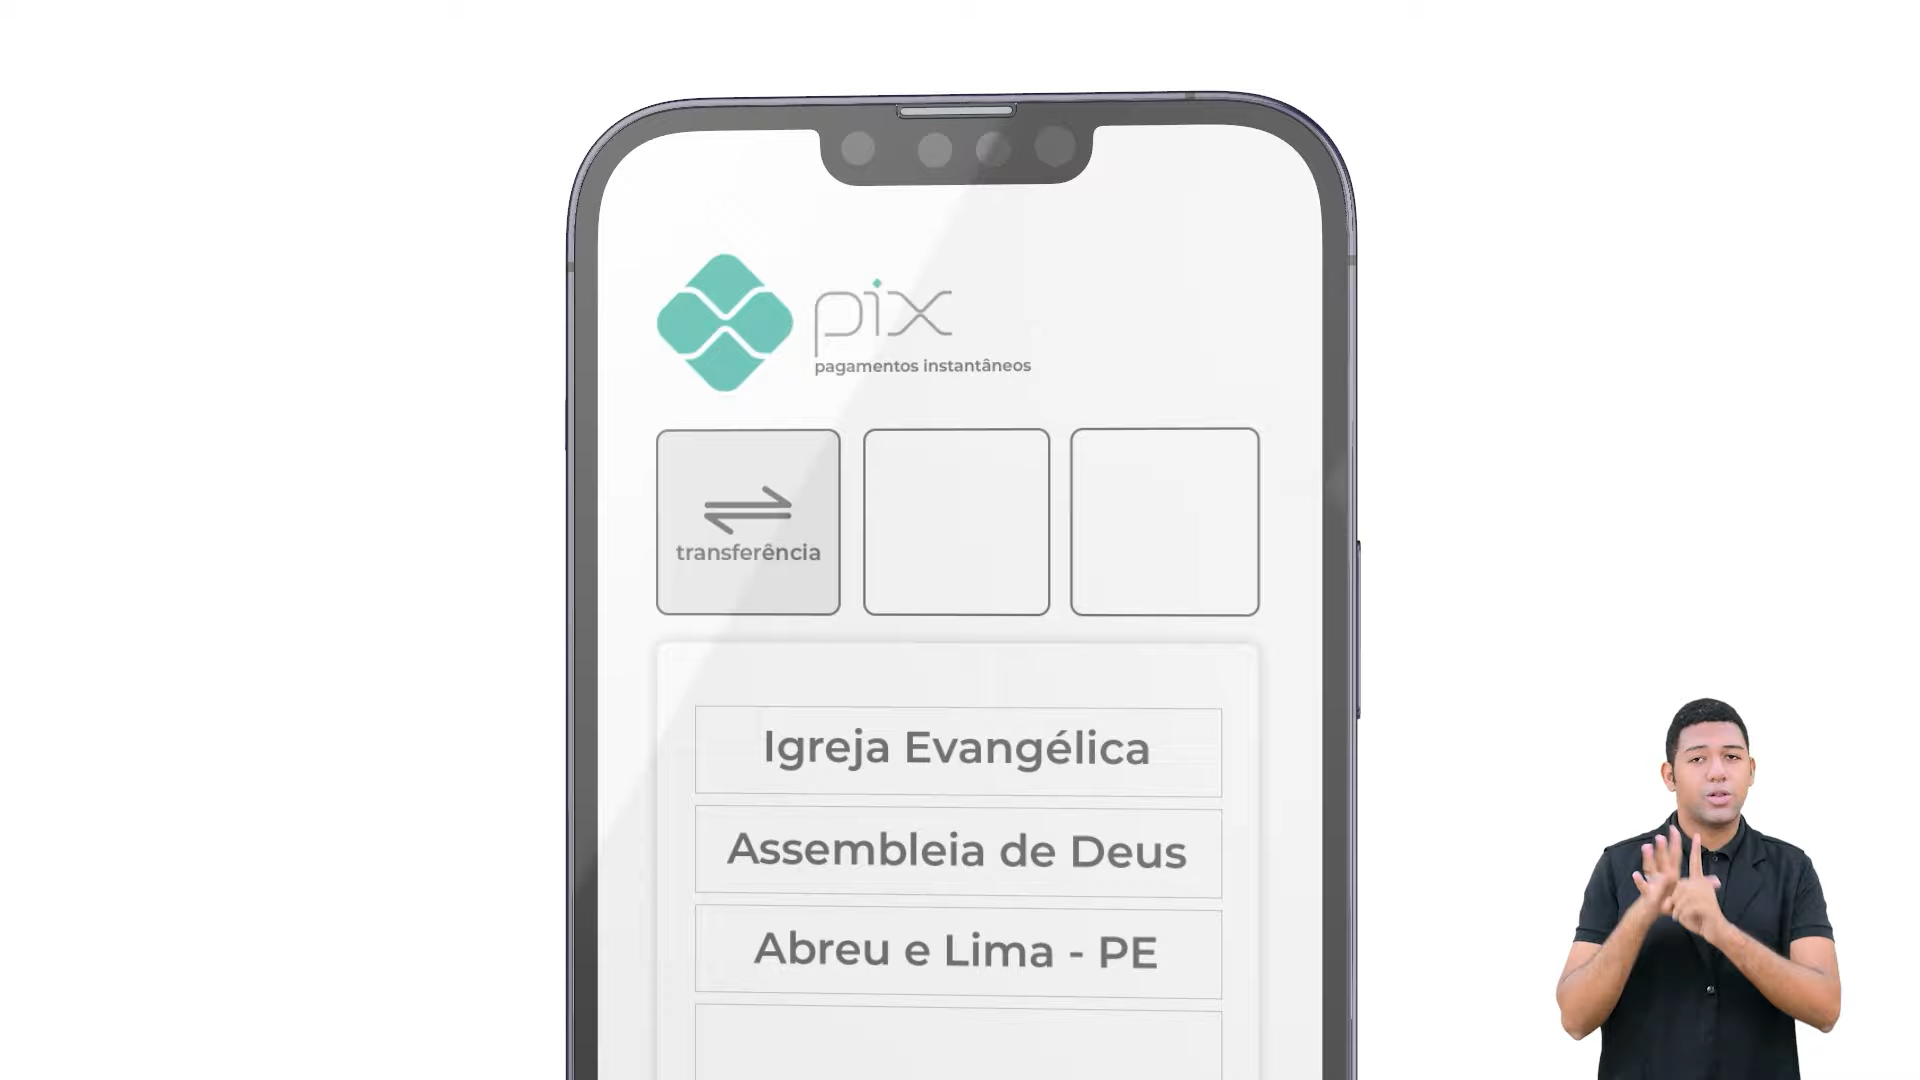 pix
pagamentos instantâneos
transferência
Igreja Evangélica
Assembleia de Deus
Abreu e Lima - PE